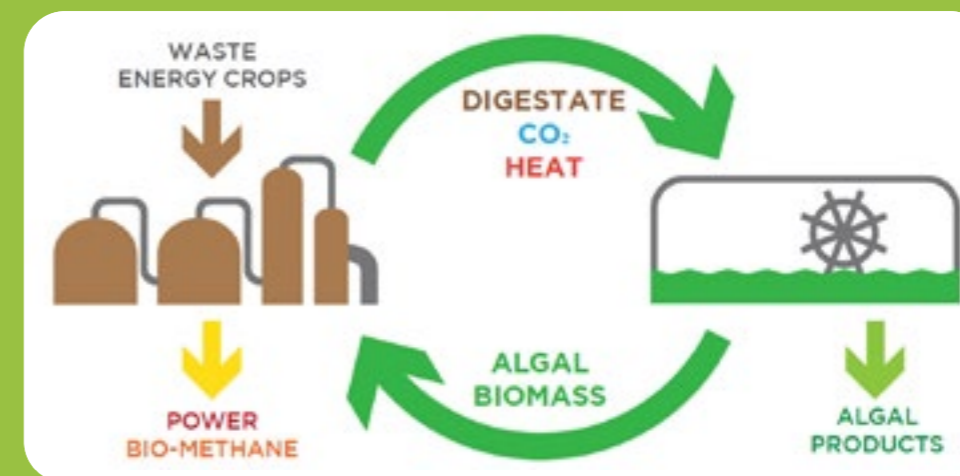 WASTE
ENERGY CROPS
DIGESTATE
CO₂
HEAT
ALGAL
BIOMASS
POWER
BIO-METHANE
ALGAL
PRODUCTS